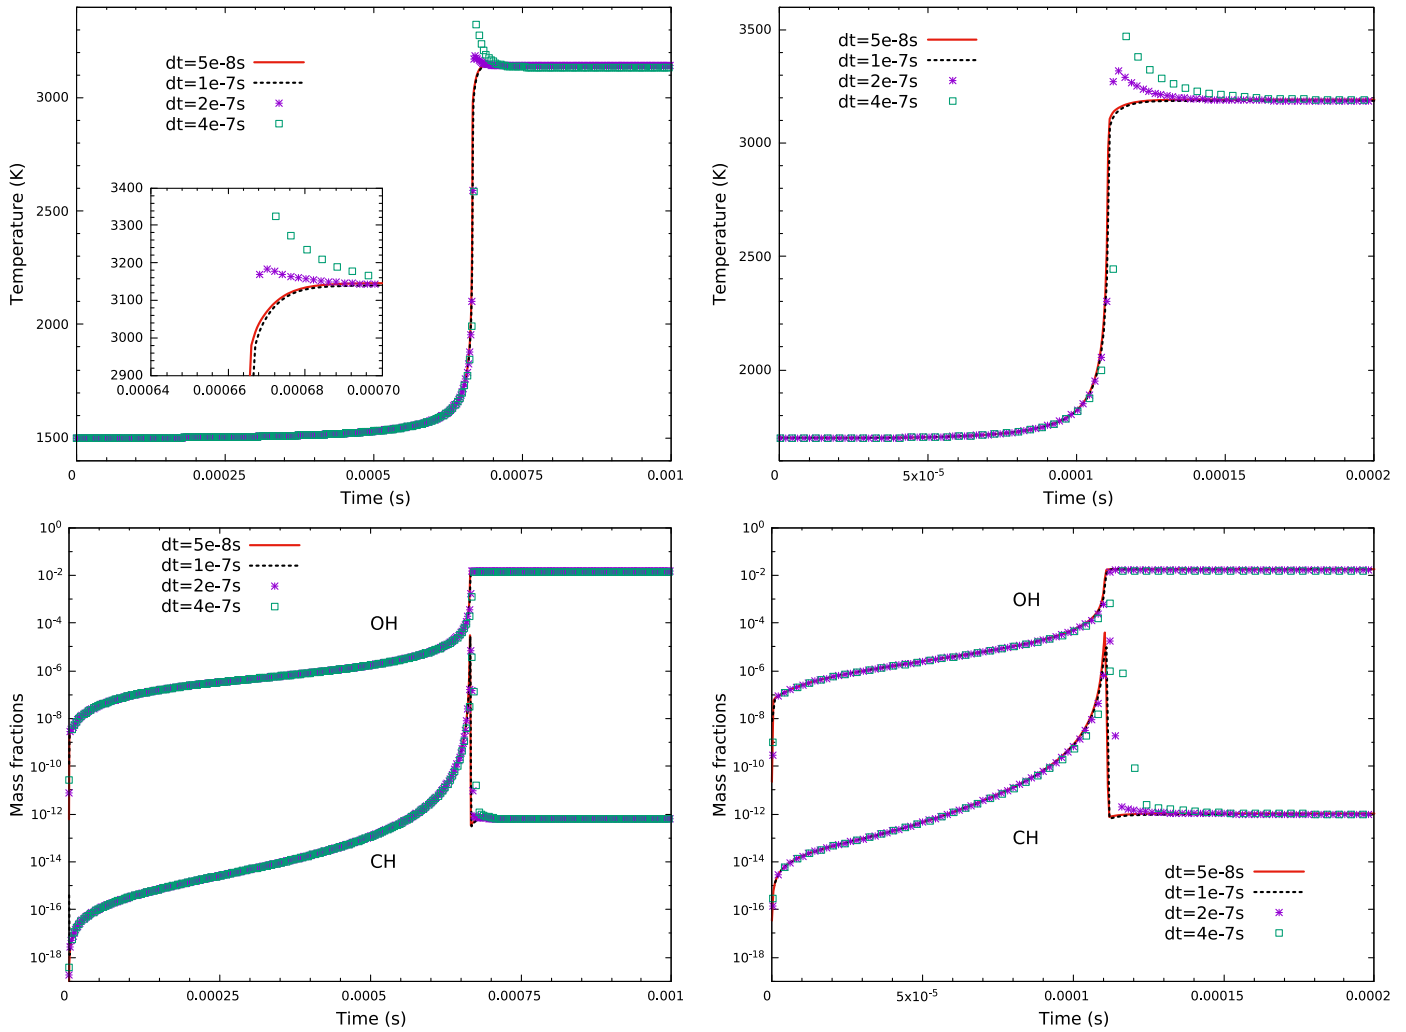 dt=5e-8s
dt=1e-7s
dt=2e-7s
dt=4e-7s
3000
2500
2000
1500
Temperature (K)
0 0.00025 0.0005 0.00075 0.001
Time (s)
3400
3300
3200
3100
3000
2900
0.00064 0.00066 0.00068 0.00070
dt=5e-8s
dt=1e-7s
dt=2e-7s
dt=4e-7s
3500
3000
2500
2000
Temperature (K)
0 5x10-5 0.0001 0.00015 0.0002
Time (s)
dt=5e-8s
dt=1e-7s
dt=2e-7s
dt=4e-7s
10^0
10^-2
10^-4
10^-6
10^-8
10^-10
10^-12
10^-14
10^-16
10^-18
Mass fractions
OH
CH
0 0.00025 0.0005 0.00075 0.001
Time (s)
10^0
10^-2
10^-4
10^-6
10^-8
10^-10
10^-12
10^-14
10^-16
10^-18
Mass fractions
OH
CH
dt=5e-8s
dt=1e-7s
dt=2e-7s
dt=4e-7s
0 5x10-5 0.0001 0.00015 0.0002
Time (s)